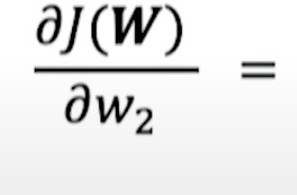 ∂J(W)
∂w₂ =